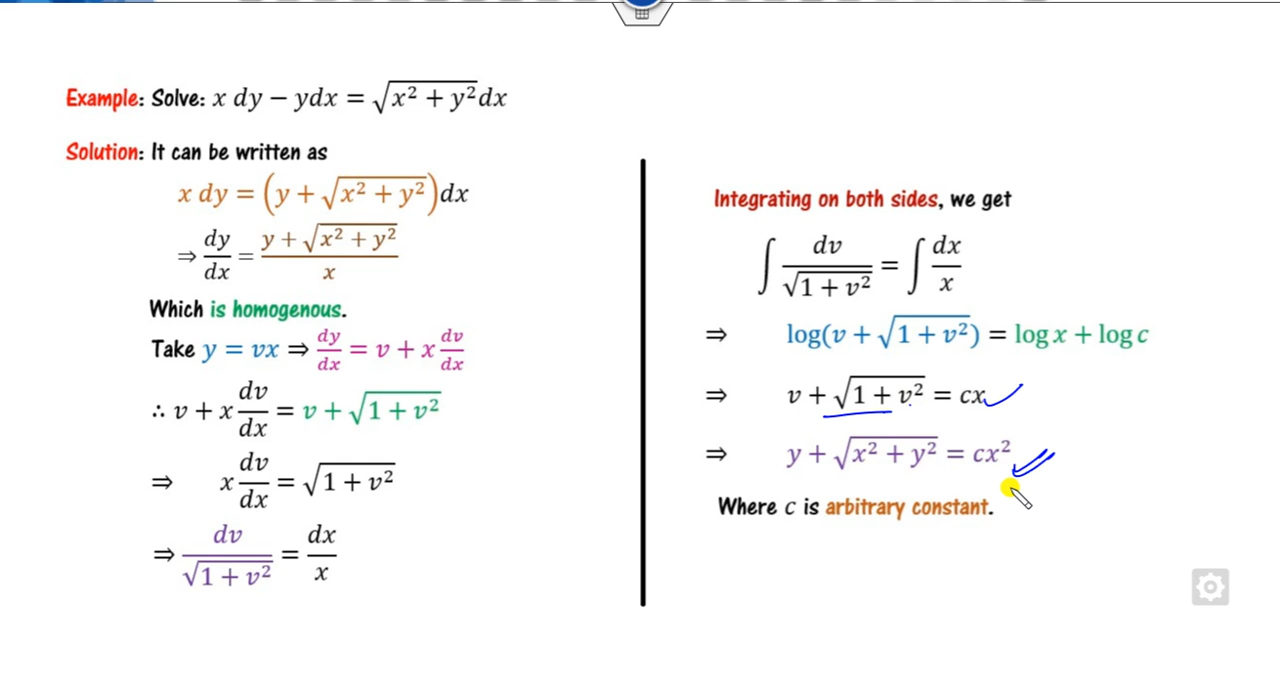 Example: Solve: x dy − ydx = √(x² + y²)dx
Solution: It can be written as
x dy = (y + √(x² + y²))dx
⇒ dy/dx = (y + √(x² + y²))/x
Which is homogenous.
Take y = vx ⇒ dy/dx = v + x dv/dx
∴ v + x dv/dx = v + √(1 + v²)
⇒ x dv/dx = √(1 + v²)
⇒ dv/√(1 + v²) = dx/x
Integrating on both sides, we get
∫ dv/√(1 + v²) = ∫ dx/x
⇒ log(v + √(1 + v²)) = log x + log c
⇒ v + √(1 + v²) = cx
⇒ y + √(x² + y²) = cx²
Where c is arbitrary constant.